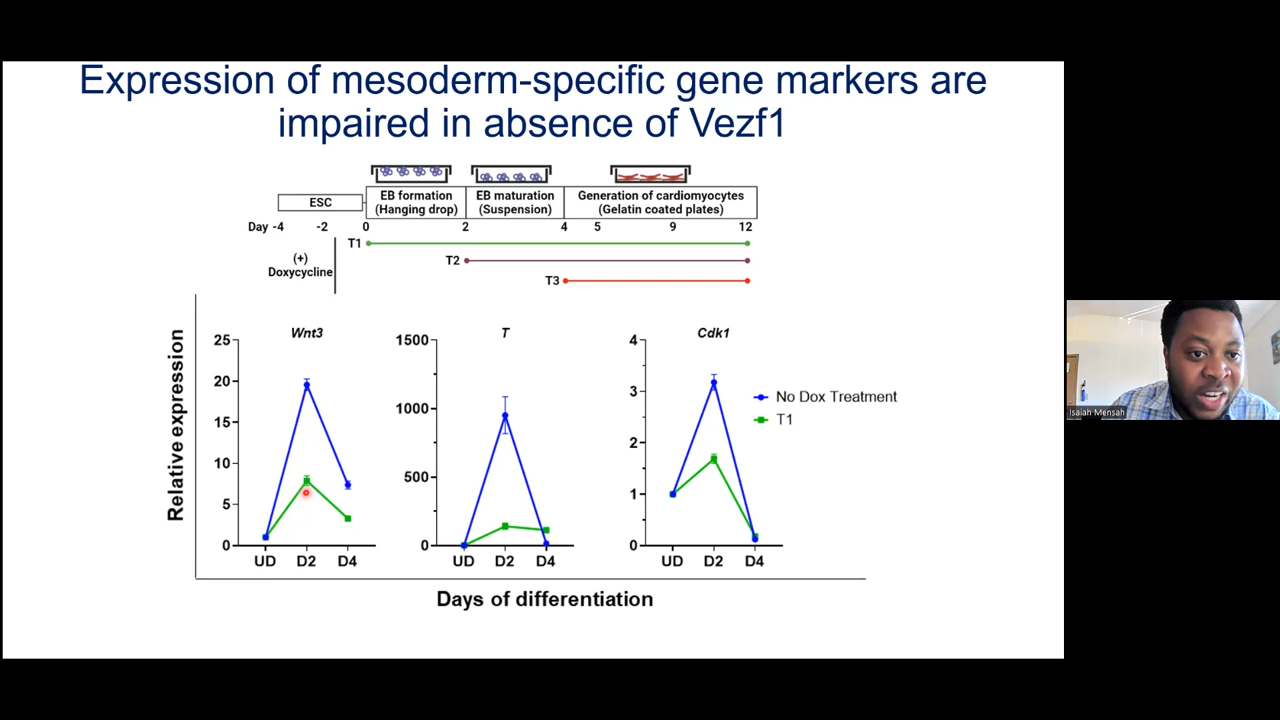 Expression of mesoderm-specific gene markers are
impaired in absence of Vezf1
ESC
EB formation
(Hanging drop)
EB maturation
(Suspension)
Generation of cardiomyocytes
(Gelatin coated plates)
Day -4 -2 0 2 4 5 9 12
T1
(+)
Doxycycline
T2
T3
Relative expression
Wnt3
25
20
15
10
5
0
UD D2 D4
T
1500
1000
500
0
UD D2 D4
Cdk1
4
3
2
1
0
UD D2 D4
No Dox Treatment
T1
Days of differentiation
Isaiah Mensah